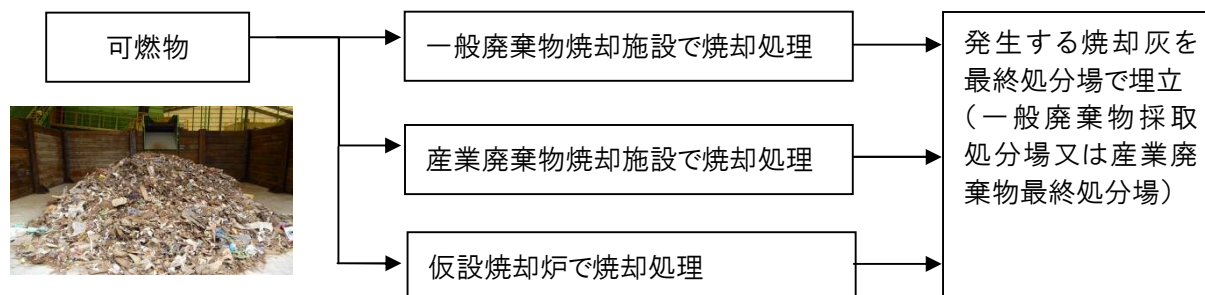 可燃物
一般廃棄物焼却施設で焼却処理
産業廃棄物焼却施設で焼却処理
仮設焼却炉で焼却処理
発生する焼却灰を
最終処分場で埋立
（一般廃棄物採取
処分場又は産業廃
棄物最終処分場）